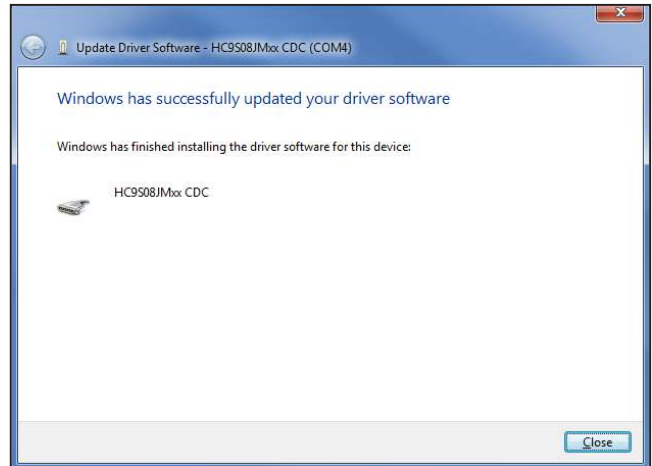 Update Driver Software - HC9S08JMxx CDC (COM4)
Windows has successfully updated your driver software
Windows has finished installing the driver software for this device:
HC9S08JMxx CDC
Close